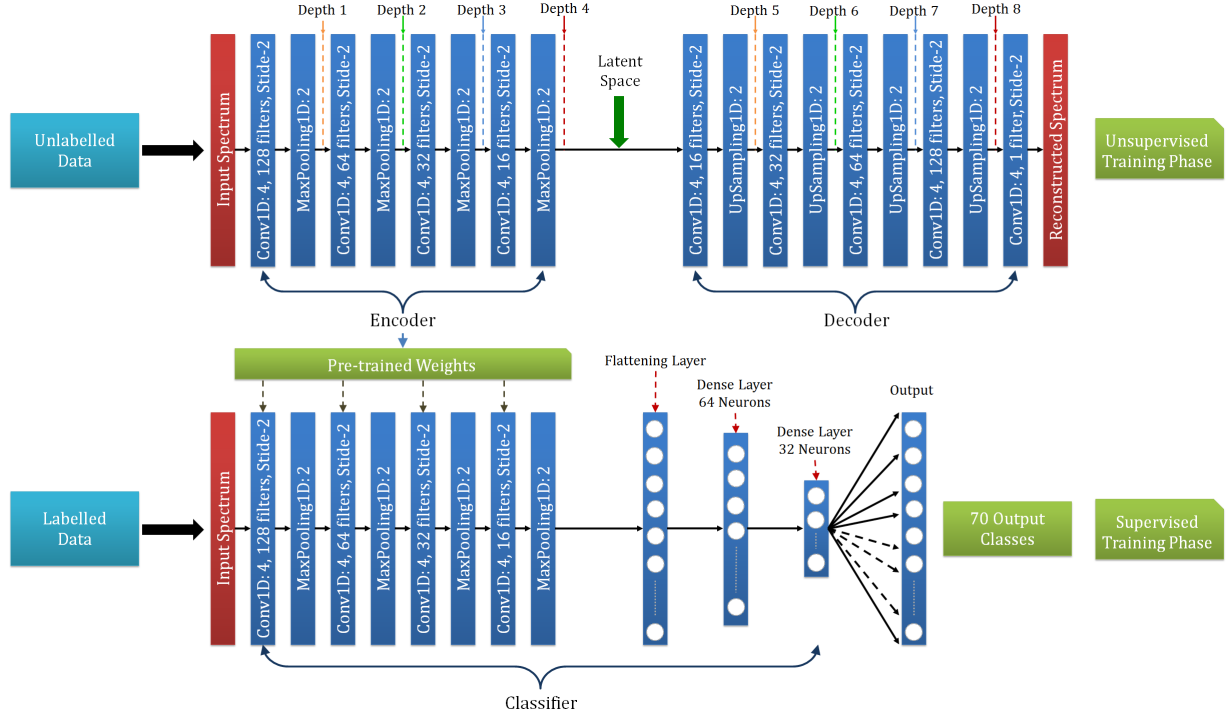 Depth 1
Depth 2
Depth 3
Depth 4
Depth 5
Depth 6
Depth 7
Depth 8
Unlabelled
Data
Input Spectrum
Conv1D: 4, 128 filters, Stide-2
MaxPooling1D: 2
Conv1D: 4, 64 filters, Stide-2
MaxPooling1D: 2
Conv1D: 4, 32 filters, Stide-2
MaxPooling1D: 2
Conv1D: 4, 16 filters, Stide-2
MaxPooling1D: 2
Latent
Space
Conv1D: 4, 16 filters, Stide-2
UpSampling1D: 2
Conv1D: 4, 32 filters, Stide-2
UpSampling1D: 2
Conv1D: 4, 64 filters, Stide-2
UpSampling1D: 2
Conv1D: 4, 128 filters, Stide-2
UpSampling1D: 2
Conv1D: 4, 1 filter, Stide-2
Reconstructed Spectrum
Unsupervised
Training Phase
Encoder
Decoder
Pre-trained Weights
Labelled
Data
Input Spectrum
Conv1D: 4, 128 filters, Stide-2
MaxPooling1D: 2
Conv1D: 4, 64 filters, Stide-2
MaxPooling1D: 2
Conv1D: 4, 32 filters, Stide-2
MaxPooling1D: 2
Conv1D: 4, 16 filters, Stide-2
MaxPooling1D: 2
Flattening Layer
Dense Layer
64 Neurons
Dense Layer
32 Neurons
Output
70 Output
Classes
Supervised
Training Phase
Classifier